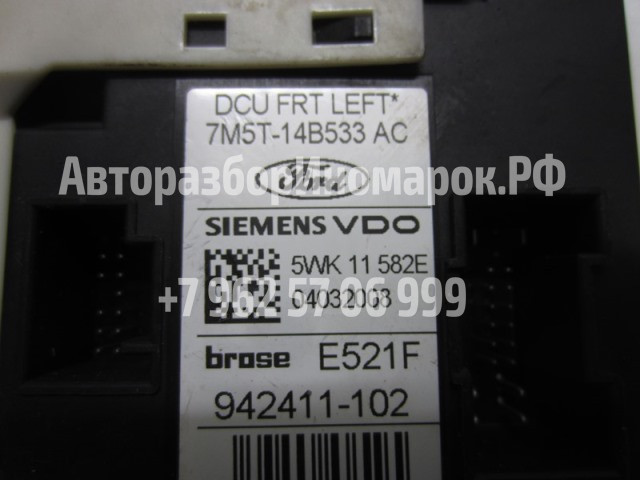 DCU FRT LEFT*
7M5T-14B533 AC
Ford
Авторазбор Иномарок.РФ
SIEMENS VDO
5WK 11 582E
04032008
+7 962 57 06 999
brose E521F
942411-102